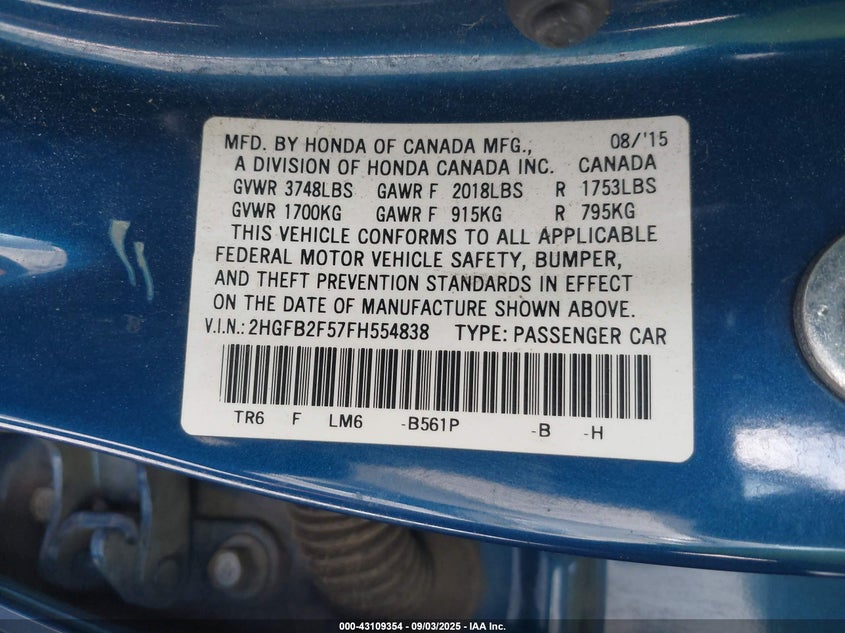 MFD. BY HONDA OF CANADA MFG., 08/'15
A DIVISION OF HONDA CANADA INC. CANADA
GVWR 3748LBS GAWR F 2018LBS R 1753LBS
GVWR 1700KG GAWR F 915KG R 795KG
THIS VEHICLE CONFORMS TO ALL APPLICABLE
FEDERAL MOTOR VEHICLE SAFETY, BUMPER,
AND THEFT PREVENTION STANDARDS IN EFFECT
ON THE DATE OF MANUFACTURE SHOWN ABOVE.
V.I.N.: 2HGFB2F57FH554838 TYPE: PASSENGER CAR
TR6 F LM6 -B561P -B -H
000-43109354 - 09/03/2025 - IAA Inc.